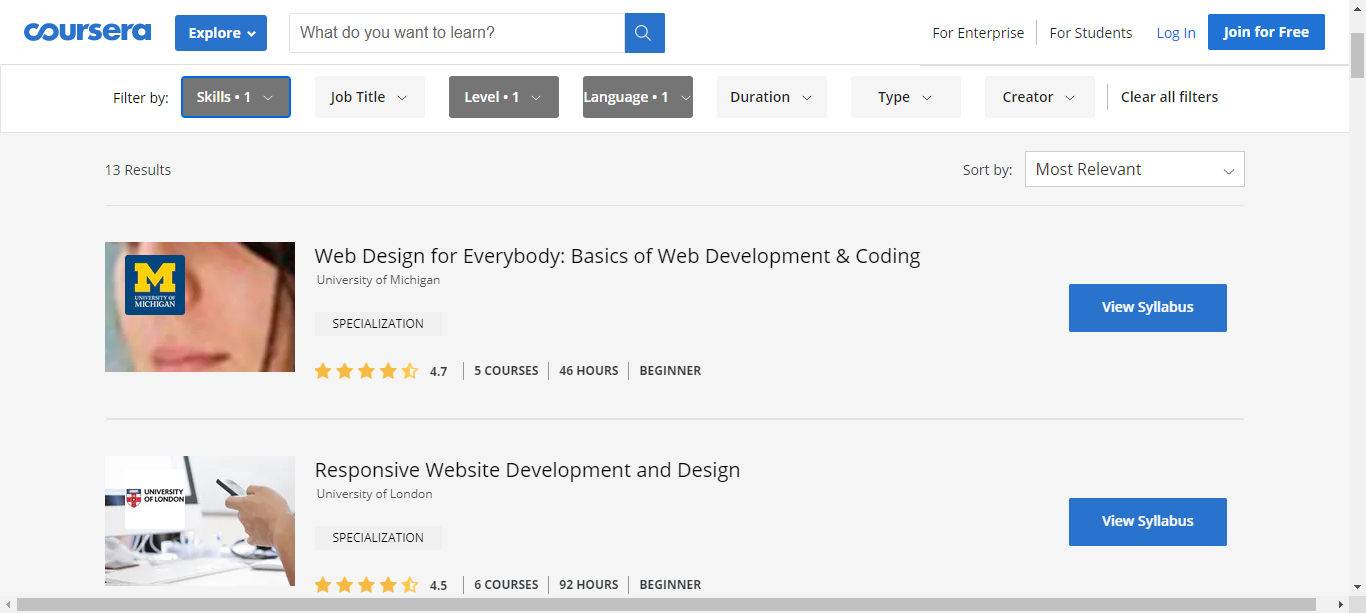 coursera
Explore
What do you want to learn?
For Enterprise
For Students
Log In
Join for Free
Filter by:
Skills • 1
Job Title
Level • 1
Language • 1
Duration
Type
Creator
Clear all filters
13 Results
Sort by:
Most Relevant
M
UNIVERSITY OF
MICHIGAN
Web Design for Everybody: Basics of Web Development & Coding
University of Michigan
SPECIALIZATION
4.7
5 COURSES
46 HOURS
BEGINNER
View Syllabus
UNIVERSITY
OF LONDON
Responsive Website Development and Design
University of London
SPECIALIZATION
4.5
6 COURSES
92 HOURS
BEGINNER
View Syllabus